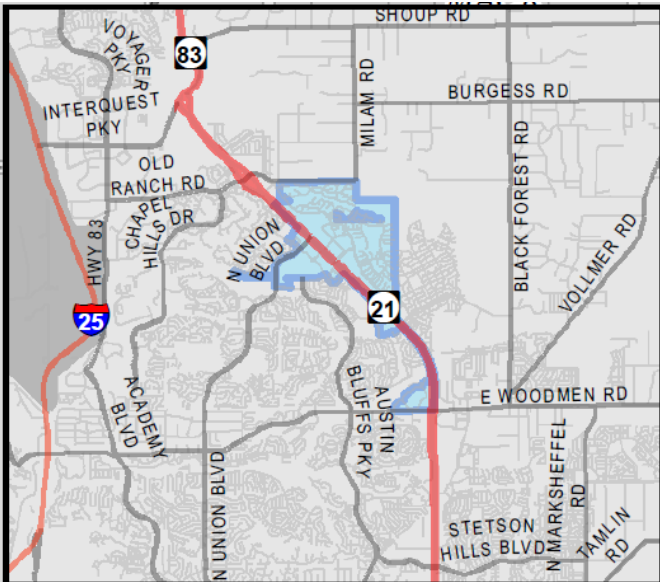 SHOUP RD
VOYAGER
PKY
83
BURGESS RD
INTERQUEST
PKY
MILAM RD
OLD
RANCH RD
BLACK FOREST RD
CHAPEL
HILLS DR
N UNION
BLVD
VOLLMER RD
HWY 83
21
25
E WOODMEN RD
ACADEMY
BLVD
AUSTIN
BLUFFS PKY
N UNION BLVD
N MARKSHEFFEL
RD
STETSON
HILLS BLVD
TAMLIN
RD